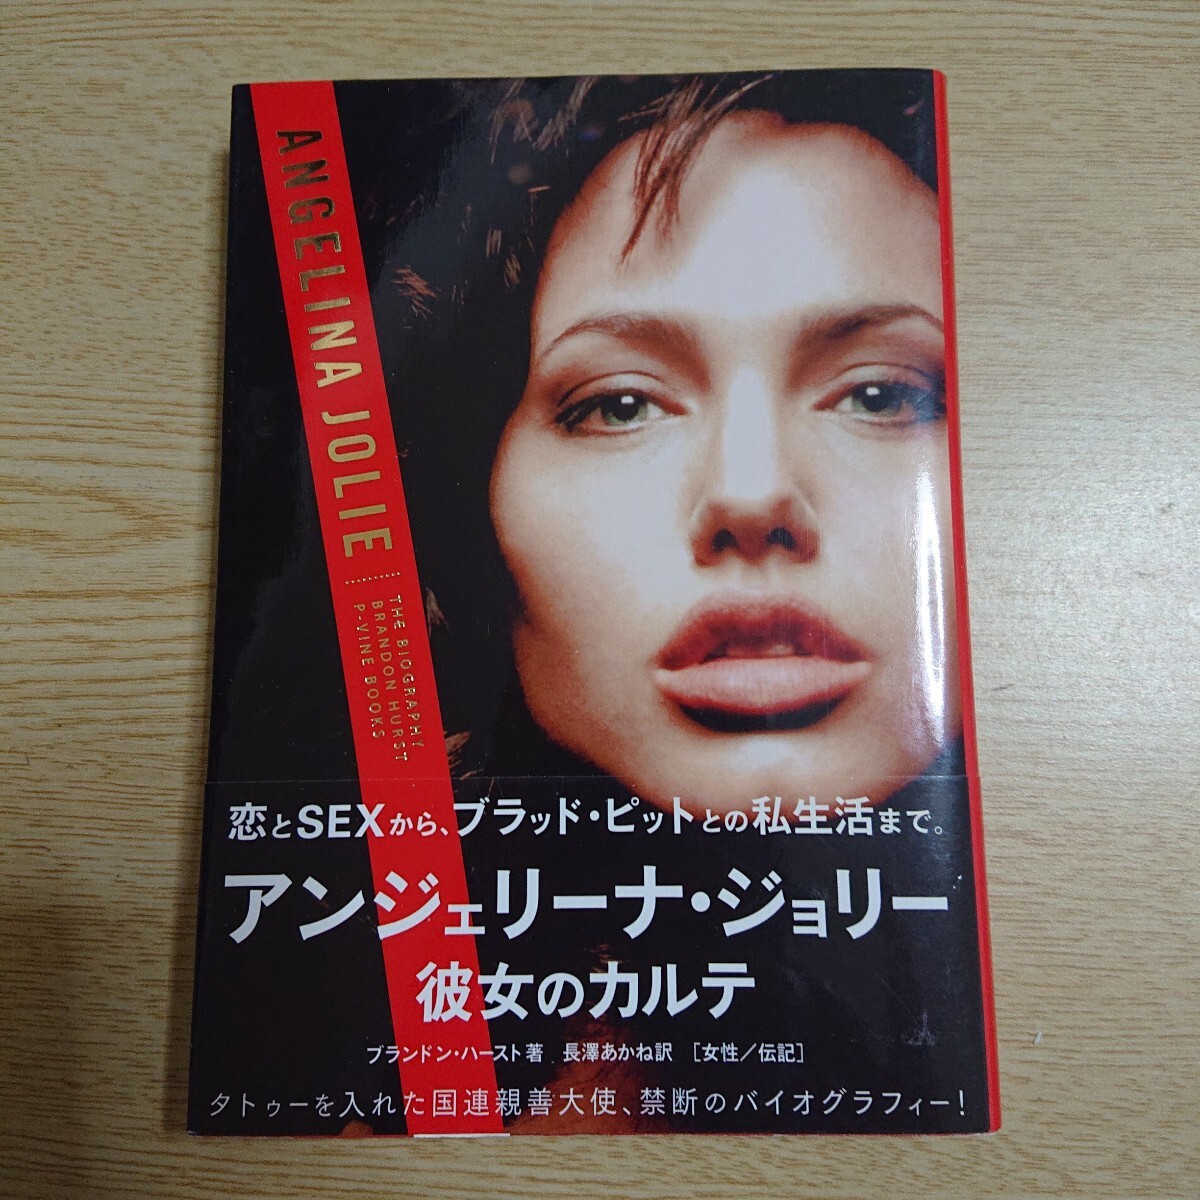 ANGELINA JOLIE
THE BIOGRAPHY
BRANDON HURST
P-VINE BOOKS
恋とSEXから、ブラッド・ピットとの私生活まで。
アンジェリーナ・ジョリー
彼女のカルテ
ブランドン・ハースト著 長澤あかね訳 [女性／伝記]
タトゥーを入れた国連親善大使、禁断のバイオグラフィー!